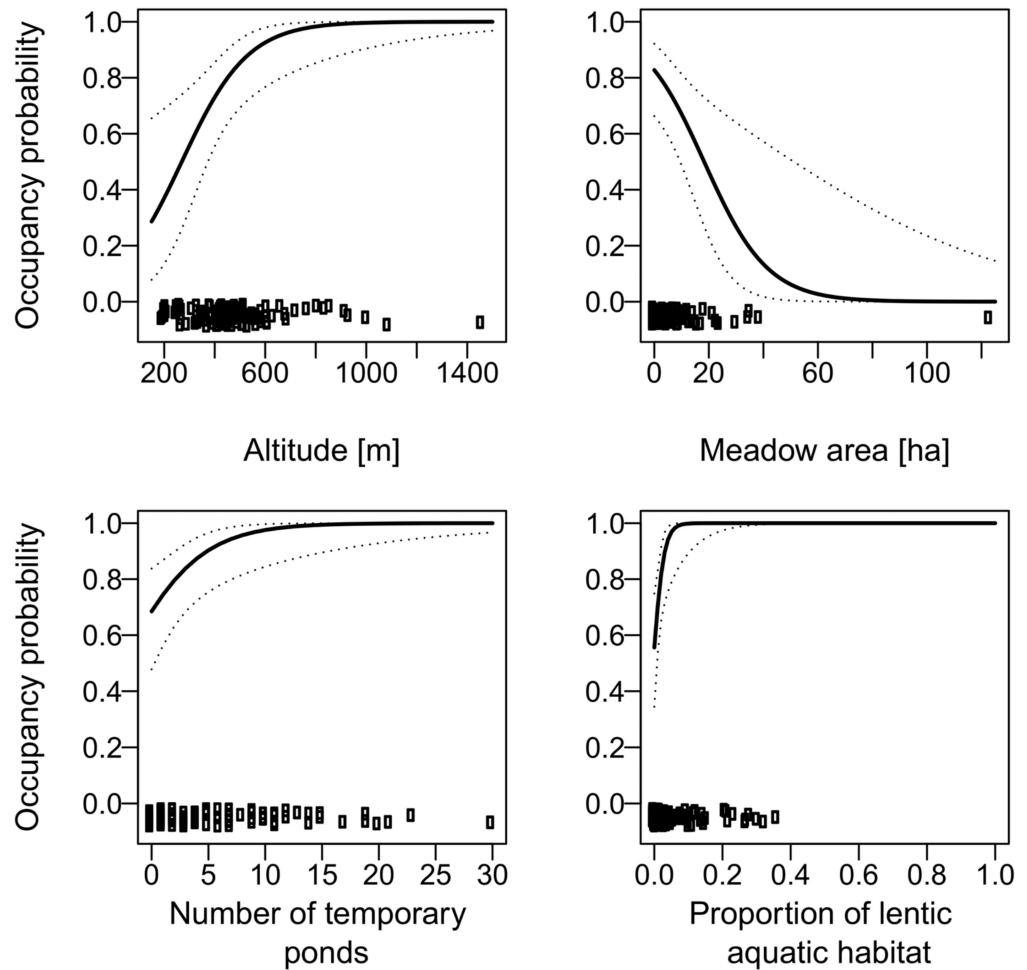 Occupancy probability
1.0
0.8
0.6
0.4
0.2
0.0
200 600 1000 1400
Altitude [m]
1.0
0.8
0.6
0.4
0.2
0.0
0 20 60 100
Meadow area [ha]
Occupancy probability
1.0
0.8
0.6
0.4
0.2
0.0
0 5 10 15 20 25 30
Number of temporary
ponds
1.0
0.8
0.6
0.4
0.2
0.0
0.0 0.2 0.4 0.6 0.8 1.0
Proportion of lentic
aquatic habitat